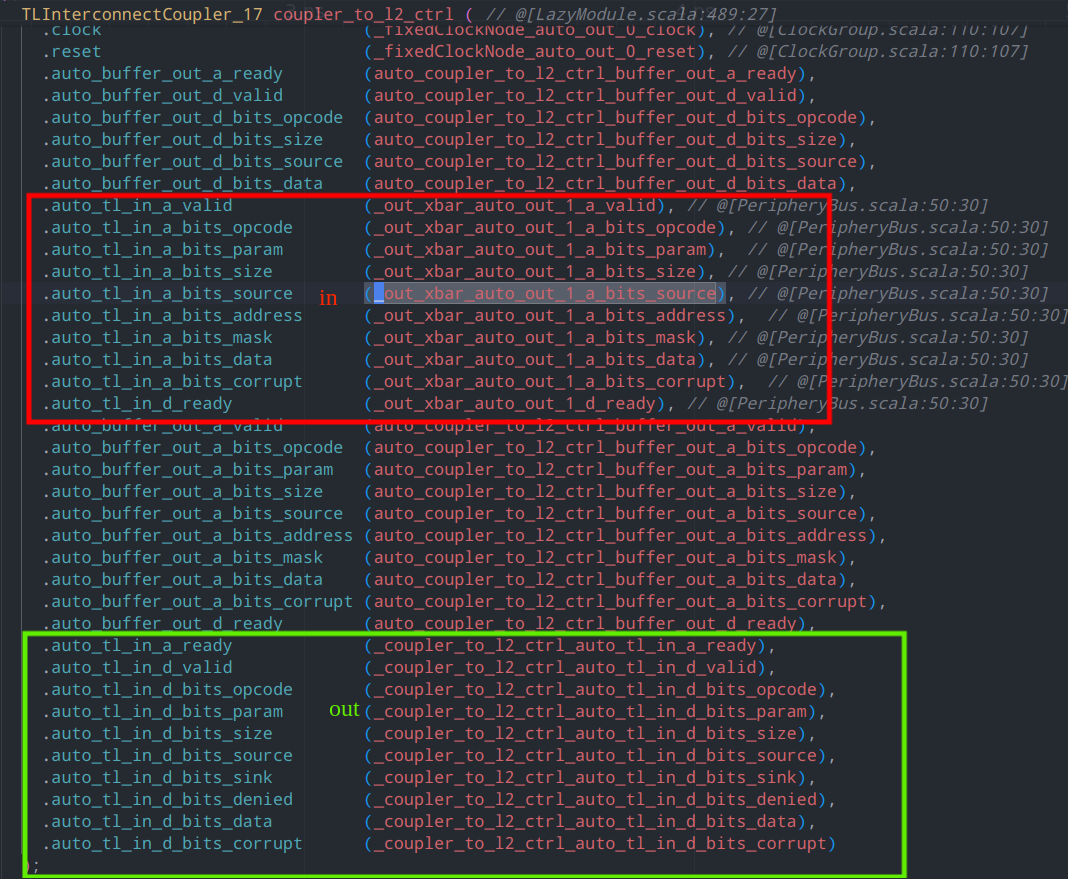 TLInterconnectCoupler_17 coupler_to_l2_ctrl ( // @[LazyModule.scala:489:27]
.clock (_fixedClockNode_auto_out_0_clock), // @[ClockGroup.scala:110:107]
.reset (_fixedClockNode_auto_out_0_reset), // @[ClockGroup.scala:110:107]
.auto_buffer_out_a_ready (auto_coupler_to_l2_ctrl_buffer_out_a_ready),
.auto_buffer_out_d_valid (auto_coupler_to_l2_ctrl_buffer_out_d_valid),
.auto_buffer_out_d_bits_opcode (auto_coupler_to_l2_ctrl_buffer_out_d_bits_opcode),
.auto_buffer_out_d_bits_size (auto_coupler_to_l2_ctrl_buffer_out_d_bits_size),
.auto_buffer_out_d_bits_source (auto_coupler_to_l2_ctrl_buffer_out_d_bits_source),
.auto_buffer_out_d_bits_data (auto_coupler_to_l2_ctrl_buffer_out_d_bits_data),
.auto_tl_in_a_valid (_out_xbar_auto_out_1_a_valid), // @[PeripheryBus.scala:50:30]
.auto_tl_in_a_bits_opcode (_out_xbar_auto_out_1_a_bits_opcode), // @[PeripheryBus.scala:50:30]
.auto_tl_in_a_bits_param (_out_xbar_auto_out_1_a_bits_param), // @[PeripheryBus.scala:50:30]
.auto_tl_in_a_bits_size (_out_xbar_auto_out_1_a_bits_size), // @[PeripheryBus.scala:50:30]
.auto_tl_in_a_bits_source in (_out_xbar_auto_out_1_a_bits_source), // @[PeripheryBus.scala:50:30]
.auto_tl_in_a_bits_address (_out_xbar_auto_out_1_a_bits_address), // @[PeripheryBus.scala:50:30]
.auto_tl_in_a_bits_mask (_out_xbar_auto_out_1_a_bits_mask), // @[PeripheryBus.scala:50:30]
.auto_tl_in_a_bits_data (_out_xbar_auto_out_1_a_bits_data), // @[PeripheryBus.scala:50:30]
.auto_tl_in_a_bits_corrupt (_out_xbar_auto_out_1_a_bits_corrupt), // @[PeripheryBus.scala:50:30]
.auto_tl_in_d_ready (_out_xbar_auto_out_1_d_ready), // @[PeripheryBus.scala:50:30]
.auto_buffer_out_a_valid (auto_coupler_to_l2_ctrl_buffer_out_a_valid),
.auto_buffer_out_a_bits_opcode (auto_coupler_to_l2_ctrl_buffer_out_a_bits_opcode),
.auto_buffer_out_a_bits_param (auto_coupler_to_l2_ctrl_buffer_out_a_bits_param),
.auto_buffer_out_a_bits_size (auto_coupler_to_l2_ctrl_buffer_out_a_bits_size),
.auto_buffer_out_a_bits_source (auto_coupler_to_l2_ctrl_buffer_out_a_bits_source),
.auto_buffer_out_a_bits_address (auto_coupler_to_l2_ctrl_buffer_out_a_bits_address),
.auto_buffer_out_a_bits_mask (auto_coupler_to_l2_ctrl_buffer_out_a_bits_mask),
.auto_buffer_out_a_bits_data (auto_coupler_to_l2_ctrl_buffer_out_a_bits_data),
.auto_buffer_out_a_bits_corrupt (auto_coupler_to_l2_ctrl_buffer_out_a_bits_corrupt),
.auto_buffer_out_d_ready (auto_coupler_to_l2_ctrl_buffer_out_d_ready),
.auto_tl_in_a_ready (_coupler_to_l2_ctrl_auto_tl_in_a_ready),
.auto_tl_in_d_valid (_coupler_to_l2_ctrl_auto_tl_in_d_valid),
.auto_tl_in_d_bits_opcode (_coupler_to_l2_ctrl_auto_tl_in_d_bits_opcode),
.auto_tl_in_d_bits_param out (_coupler_to_l2_ctrl_auto_tl_in_d_bits_param),
.auto_tl_in_d_bits_size (_coupler_to_l2_ctrl_auto_tl_in_d_bits_size),
.auto_tl_in_d_bits_source (_coupler_to_l2_ctrl_auto_tl_in_d_bits_source),
.auto_tl_in_d_bits_sink (_coupler_to_l2_ctrl_auto_tl_in_d_bits_sink),
.auto_tl_in_d_bits_denied (_coupler_to_l2_ctrl_auto_tl_in_d_bits_denied),
.auto_tl_in_d_bits_data (_coupler_to_l2_ctrl_auto_tl_in_d_bits_data),
.auto_tl_in_d_bits_corrupt (_coupler_to_l2_ctrl_auto_tl_in_d_bits_corrupt)
);